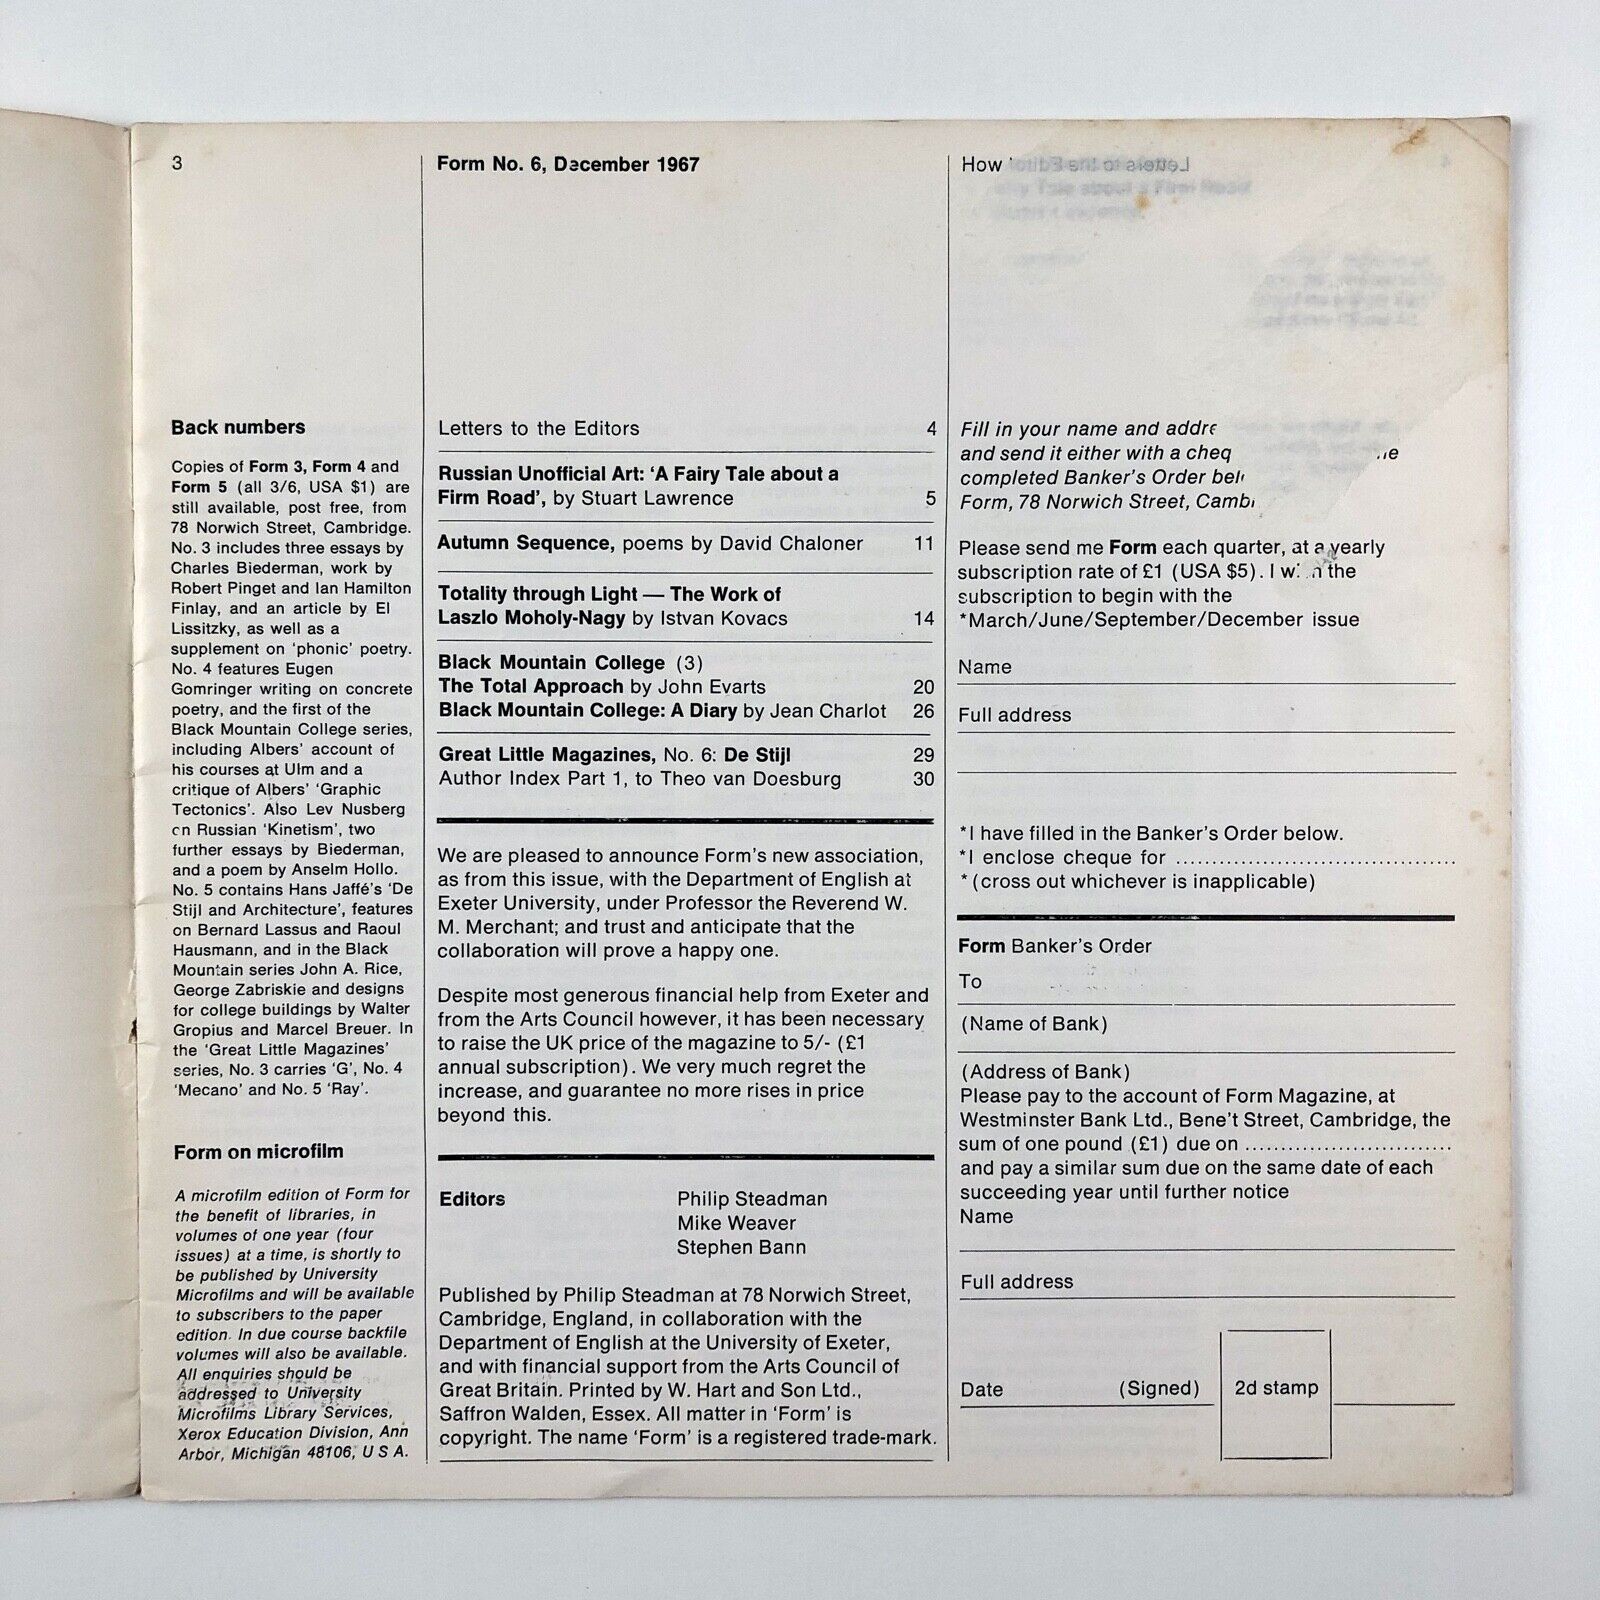 3
Back numbers
Copies of Form 3, Form 4 and
Form 5 (all 3/6, USA $1) are
still available, post free, from
78 Norwich Street, Cambridge.
No. 3 includes three essays by
Charles Biederman, work by
Robert Pinget and Ian Hamilton
Finlay, and an article by El
Lissitzky, as well as a
supplement on ‘phonic’ poetry.
No. 4 features Eugen
Gomringer writing on concrete
poetry, and the first of the
Black Mountain College series,
including Albers’ account of
his courses at Ulm and a
critique of Albers’ ‘Graphic
Tectonics’. Also Lev Nusberg
on Russian ‘Kinetism’, two
further essays by Biederman,
and a poem by Anselm Hollo.
No. 5 contains Hans Jaffé’s ‘De
Stijl and Architecture’, features
on Bernard Lassus and Raoul
Hausmann, and in the Black
Mountain series John A. Rice,
George Zabriskie and designs
for college buildings by Walter
Gropius and Marcel Breuer. In
the ‘Great Little Magazines’
series, No. 3 carries ‘G’, No. 4
‘Mecano’ and No. 5 ‘Ray’.
Form on microfilm
A microfilm edition of Form for
the benefit of libraries, in
volumes of one year (four
issues) at a time, is shortly to
be published by University
Microfilms and will be available
to subscribers to the paper
edition. In due course backfile
volumes will also be available.
All enquiries should be
addressed to University
Microfilms Library Services,
Xerox Education Division, Ann
Arbor, Michigan 48106, U S A.
Form No. 6, December 1967
Letters to the Editors 4
Russian Unofficial Art: ‘A Fairy Tale about a
Firm Road’, by Stuart Lawrence 5
Autumn Sequence, poems by David Chaloner 11
Totality through Light — The Work of
Laszlo Moholy-Nagy by Istvan Kovacs 14
Black Mountain College (3)
The Total Approach by John Evarts 20
Black Mountain College: A Diary by Jean Charlot 26
Great Little Magazines, No. 6: De Stijl 29
Author Index Part 1, to Theo van Doesburg 30
We are pleased to announce Form’s new association,
as from this issue, with the Department of English at
Exeter University, under Professor the Reverend W.
M. Merchant; and trust and anticipate that the
collaboration will prove a happy one.
Despite most generous financial help from Exeter and
from the Arts Council however, it has been necessary
to raise the UK price of the magazine to 5/- (£1
annual subscription). We very much regret the
increase, and guarantee no more rises in price
beyond this.
Editors Philip Steadman
Mike Weaver
Stephen Bann
Published by Philip Steadman at 78 Norwich Street,
Cambridge, England, in collaboration with the
Department of English at the University of Exeter,
and with financial support from the Arts Council of
Great Britain. Printed by W. Hart and Son Ltd.,
Saffron Walden, Essex. All matter in ‘Form’ is
copyright. The name ‘Form’ is a registered trade-mark.
How
Fill in your name and
and send it either with a
completed Banker’s Order
Form, 78 Norwich Street,
Please send me Form each quarter, at a yearly
subscription rate of £1 (USA $5). I the
subscription to begin with the
*March/June/September/December issue
Name
Full address
*I have filled in the Banker’s Order below.
*I enclose cheque for ......................................
*(cross out whichever is inapplicable)
Form Banker’s Order
To
(Name of Bank)
(Address of Bank)
Please pay to the account of Form Magazine, at
Westminster Bank Ltd., Bene’t Street, Cambridge, the
sum of one pound (£1) due on ............................
and pay a similar sum due on the same date of each
succeeding year until further notice
Name
Full address
Date (Signed) 2d stamp